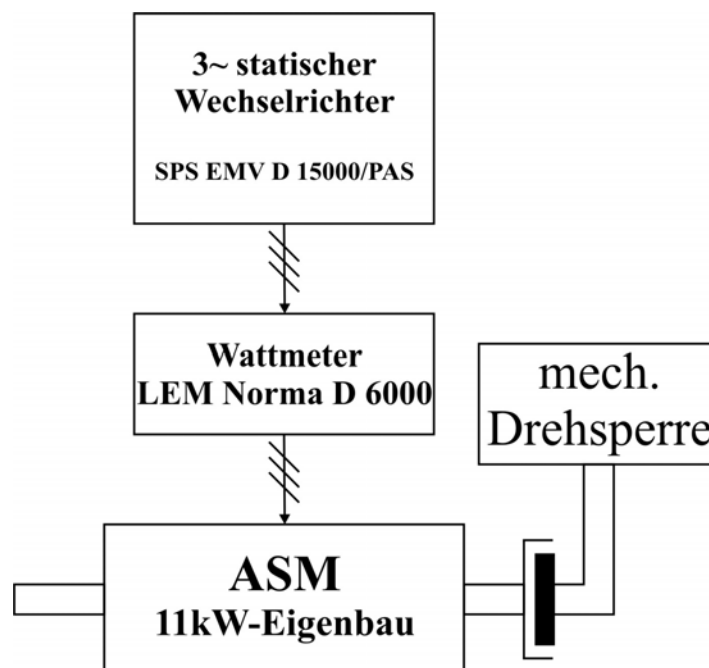 3~ statischer
Wechselrichter
SPS EMV D 15000/PAS
Wattmeter
LEM Norma D 6000
mech.
Drehsperre
ASM
11kW-Eigenbau